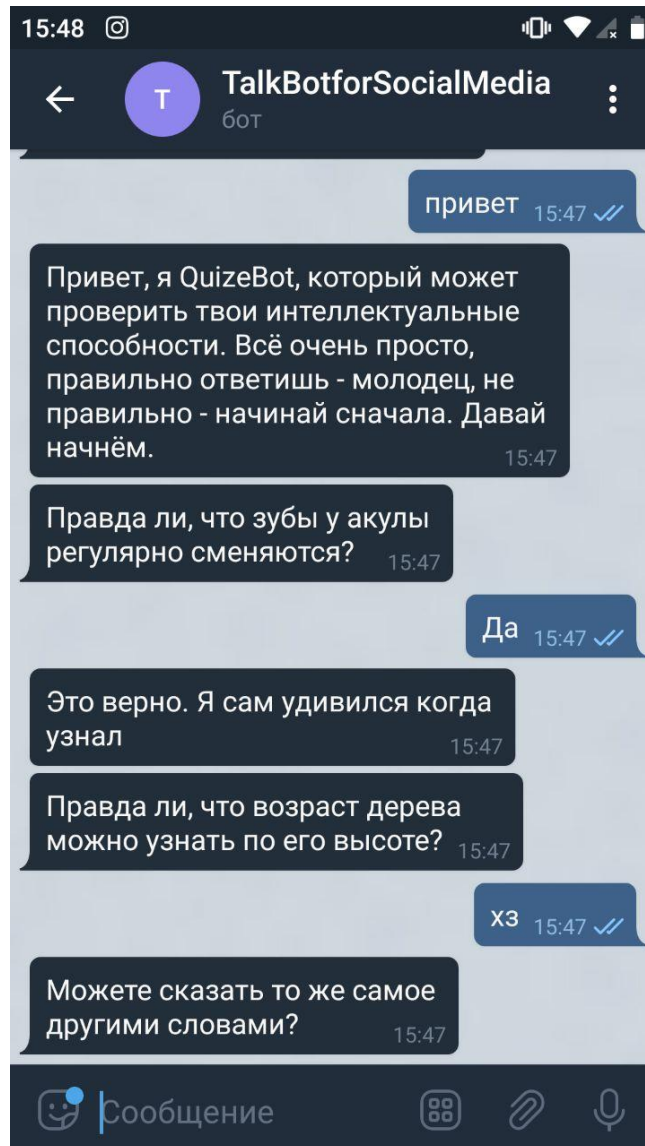 15:48
TalkBotforSocialMedia
Т
бот
привет 15:47
Привет, я QuizeBot, который может
проверить твои интеллектуальные
способности. Всё очень просто,
правильно ответишь - молодец, не
правильно - начинай сначала. Давай
начнём. 15:47
Правда ли, что зубы у акулы
регулярно сменяются? 15:47
Да 15:47
Это верно. Я сам удивился когда
узнал 15:47
Правда ли, что возраст дерева
можно узнать по его высоте? 15:47
хз 15:47
Можете сказать то же самое
другими словами? 15:47
Сообщение